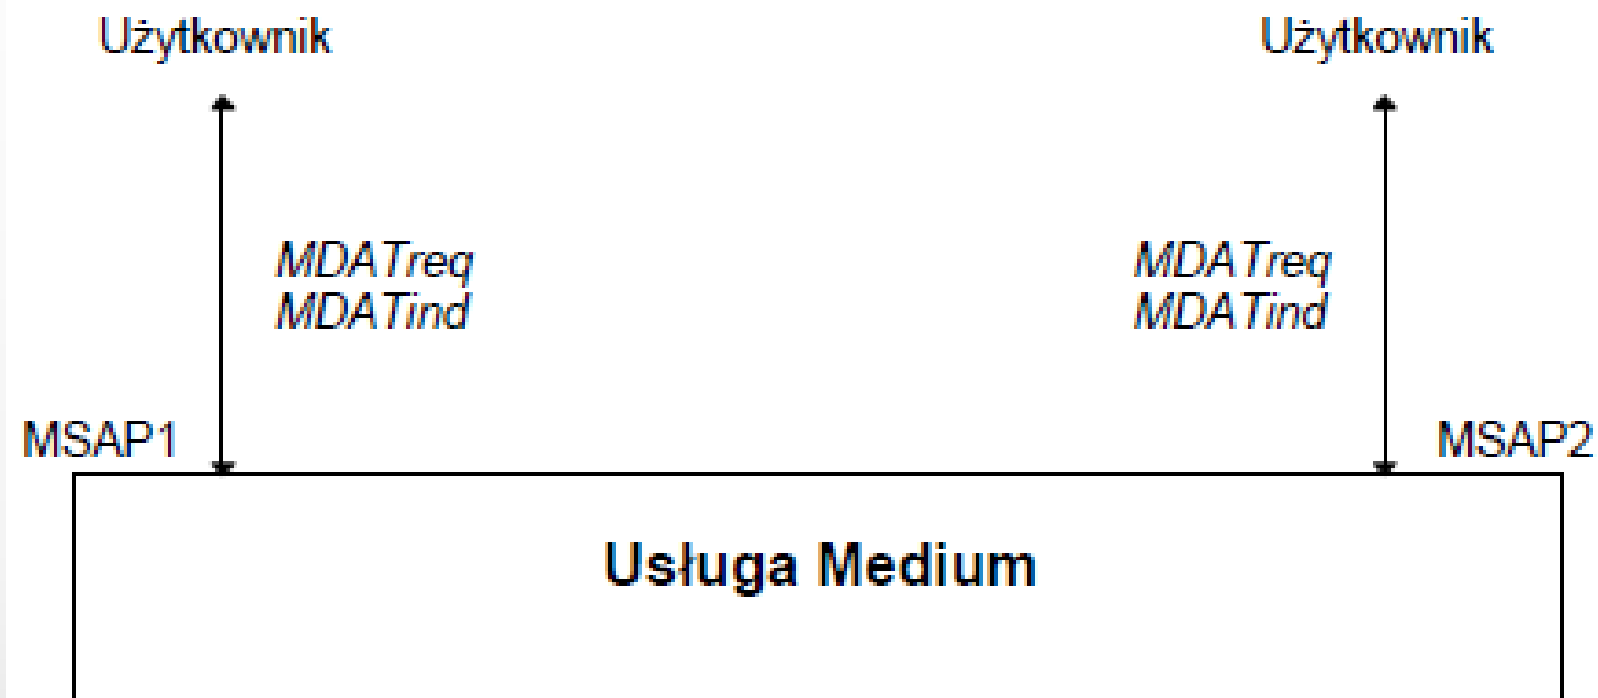 Użytkownik
Użytkownik
MDATreq
MDATind
MDATreq
MDATind
MSAP1
MSAP2
Usługa Medium